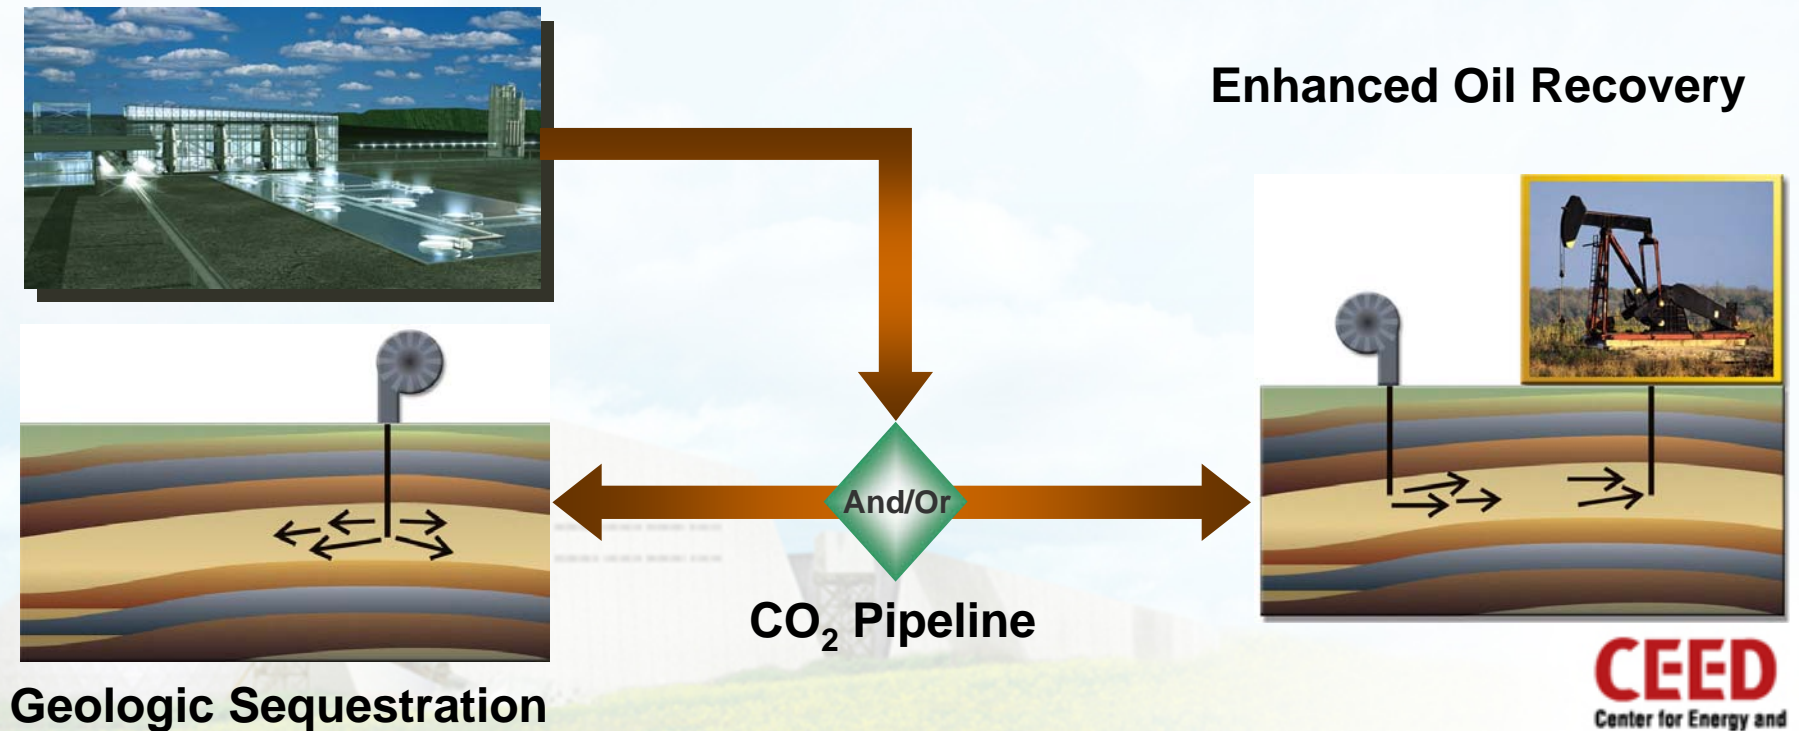 Enhanced Oil Recovery
And/Or
CO₂ Pipeline
Geologic Sequestration
CEED
Center for Energy and